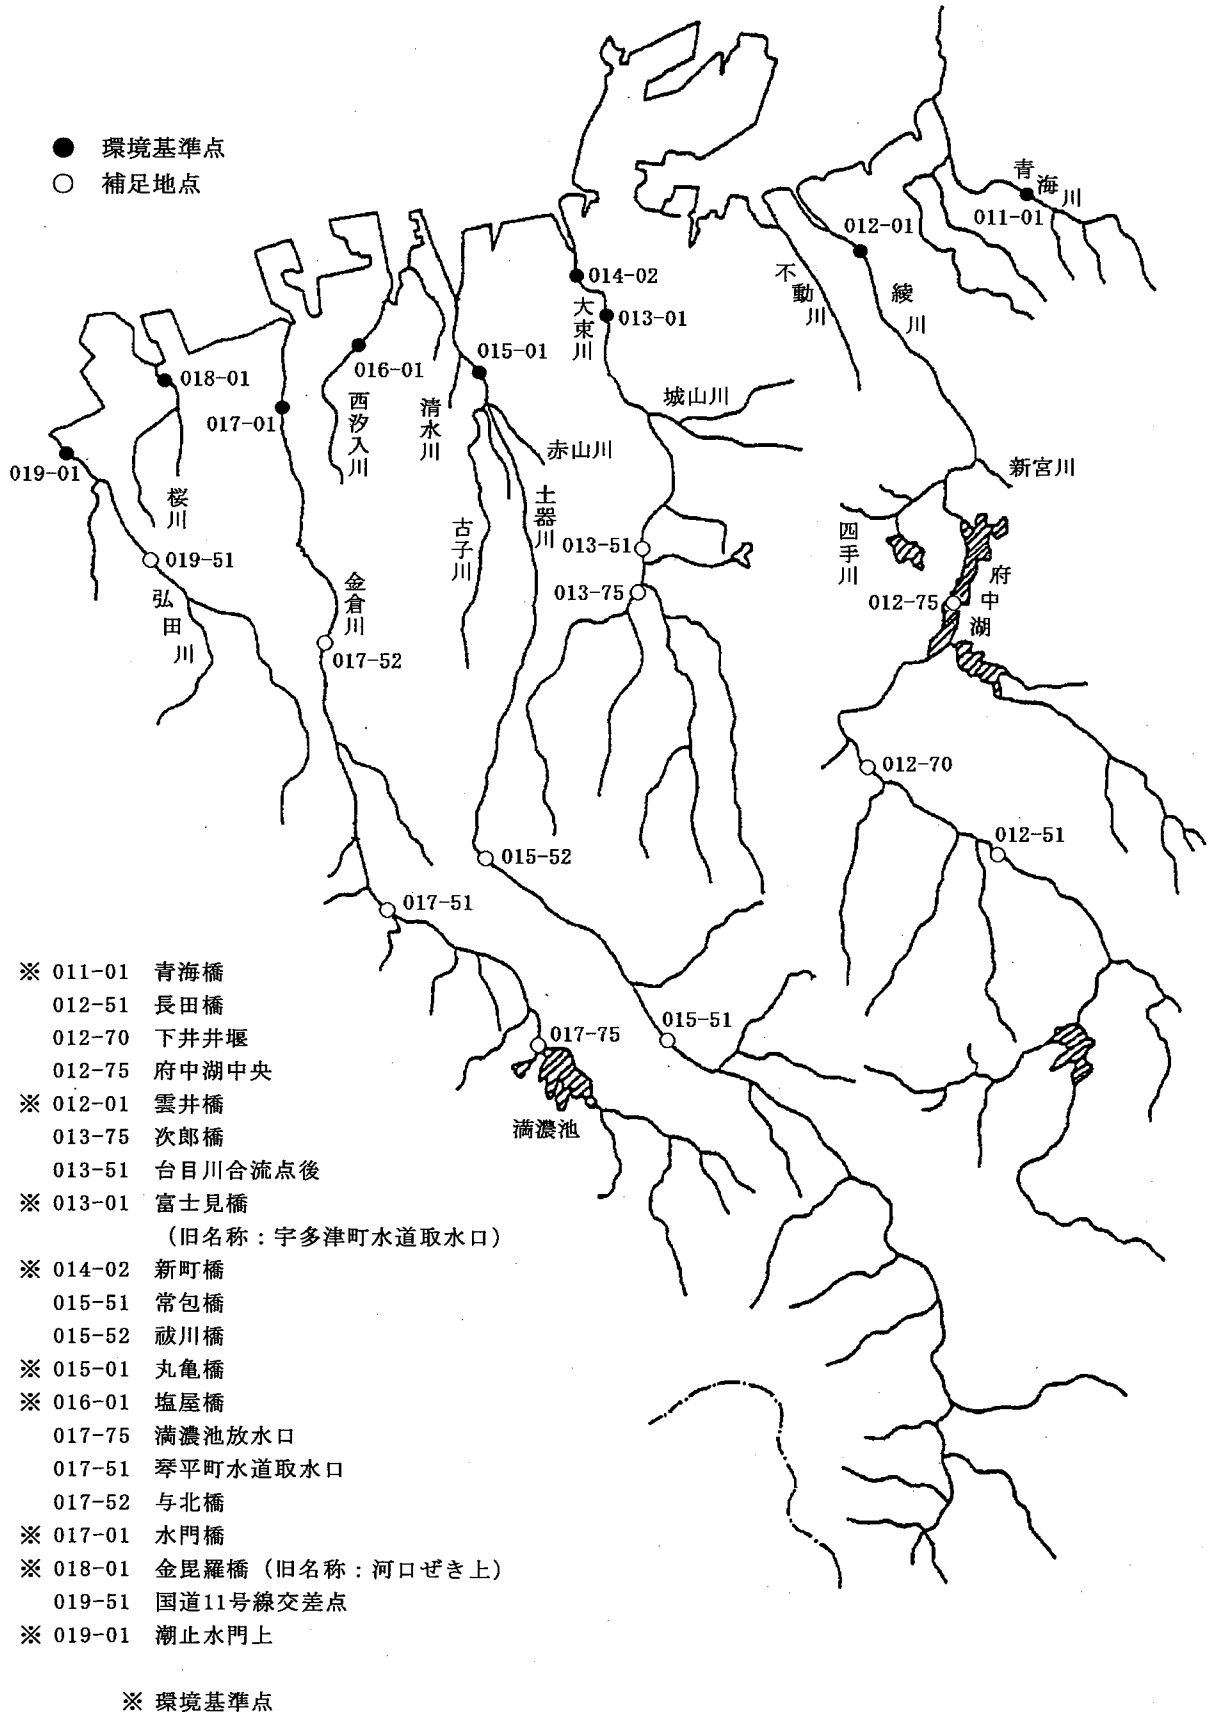 ● 環境基準点
○ 補足地点
青海川
011-01
012-01
不動川
綾川
014-02
大束川
013-01
018-01
016-01
015-01
017-01
西汐入川
清水川
城山川
赤山川
019-01
桜川
新宮川
土器川
古子川
013-51
四手川
019-51
弘田川
金倉川
013-75
012-75
府中湖
017-52
012-70
012-51
015-52
017-51
017-75
015-51
満濃池
※ 011-01 青海橋
012-51 長田橋
012-70 下井井堰
012-75 府中湖中央
※ 012-01 雲井橋
013-75 次郎橋
013-51 台目川合流点後
※ 013-01 富士見橋
(旧名称:宇多津町水道取水口)
※ 014-02 新町橋
015-51 常包橋
015-52 祓川橋
※ 015-01 丸亀橋
※ 016-01 塩屋橋
017-75 満濃池放水口
017-51 琴平町水道取水口
017-52 与北橋
※ 017-01 水門橋
※ 018-01 金毘羅橋(旧名称:河口ぜき上)
019-51 国道11号線交差点
※ 019-01 潮止水門上
※ 環境基準点